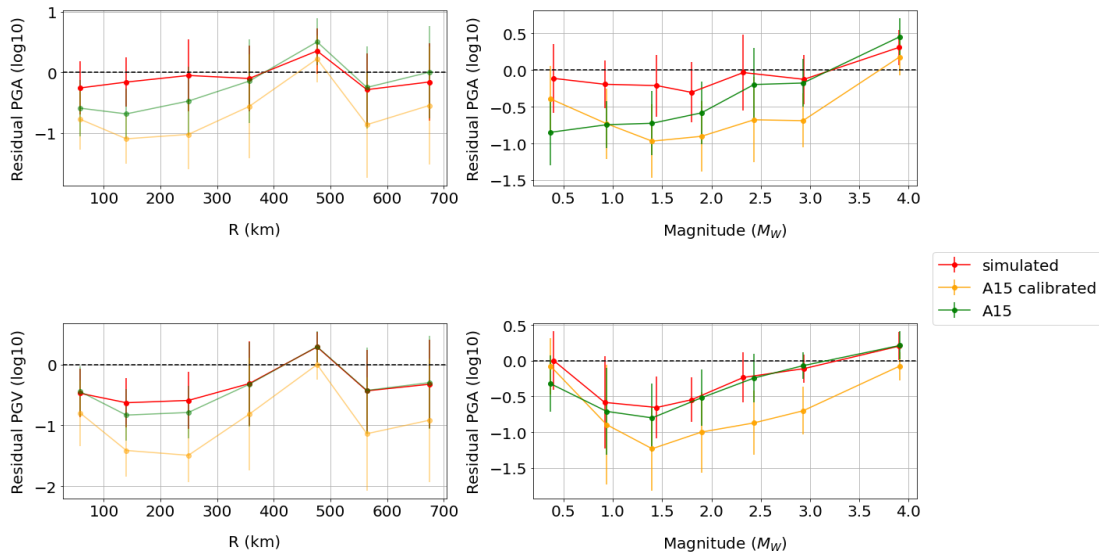 Residual PGA (log10)
1
0
−1
100 200 300 400 500 600 700
R (km)
Residual PGA (log10)
0.5
0.0
−0.5
−1.0
−1.5
0.5 1.0 1.5 2.0 2.5 3.0 3.5 4.0
Magnitude (M_W)
simulated
A15 calibrated
A15
Residual PGV (log10)
0
−1
−2
100 200 300 400 500 600 700
R (km)
Residual PGA (log10)
0.5
0.0
−0.5
−1.0
−1.5
0.5 1.0 1.5 2.0 2.5 3.0 3.5 4.0
Magnitude (M_W)